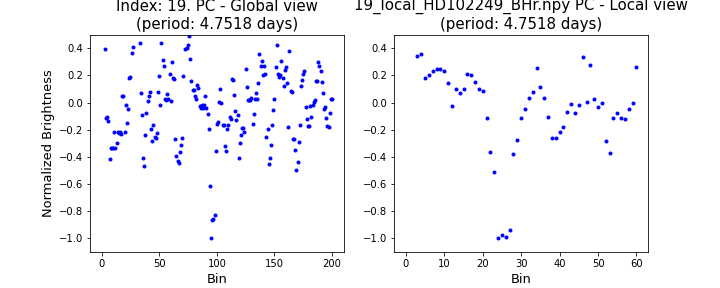 Index: 19. PC - Global view
(period: 4.7518 days)
19_local_HD102249_BHr.npy PC - Local view
(period: 4.7518 days)
Normalized Brightness
0.4
0.2
0.0
−0.2
−0.4
−0.6
−0.8
−1.0
0 50 100 150 200
Bin
0.4
0.2
0.0
−0.2
−0.4
−0.6
−0.8
−1.0
0 10 20 30 40 50 60
Bin